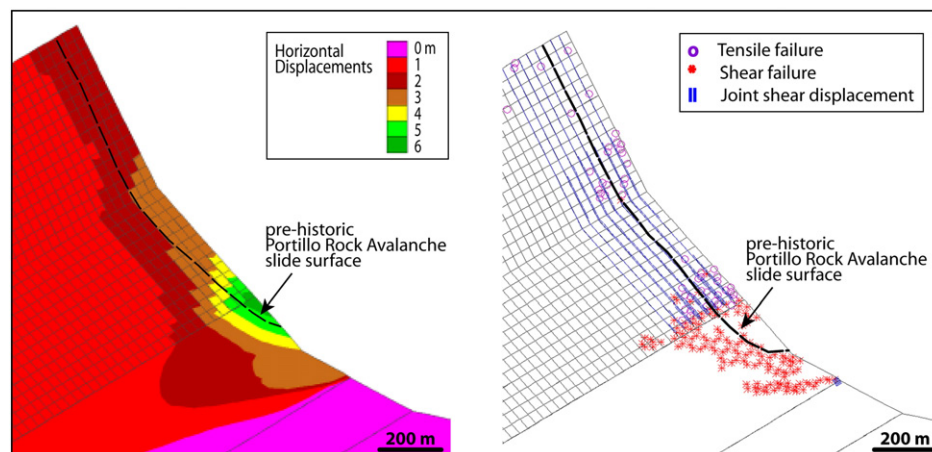 Horizontal
Displacements
0 m
1
2
3
4
5
6
pre-historic
Portillo Rock Avalanche
slide surface
200 m
Tensile failure
Shear failure
Joint shear displacement
pre-historic
Portillo Rock Avalanche
slide surface
200 m